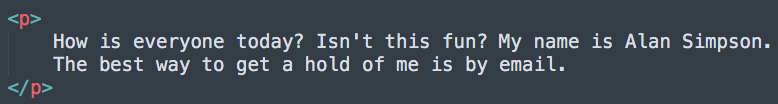 <p>
How is everyone today? Isn't this fun? My name is Alan Simpson.
The best way to get a hold of me is by email.
</p>